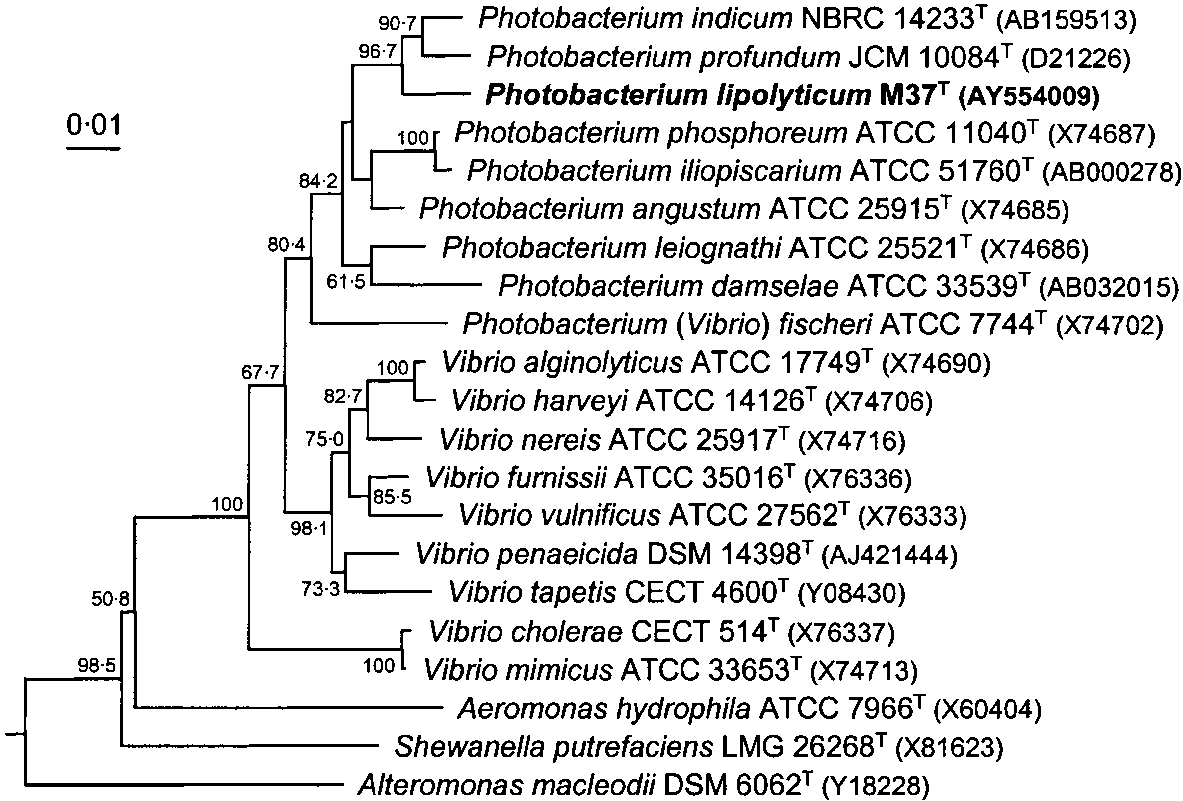 90·7
Photobacterium indicum NBRC 14233ᵀ (AB159513)
96·7
Photobacterium profundum JCM 10084ᵀ (D21226)
Photobacterium lipolyticum M37ᵀ (AY554009)
0·01
100
Photobacterium phosphoreum ATCC 11040ᵀ (X74687)
Photobacterium iliopiscarium ATCC 51760ᵀ (AB000278)
84·2
Photobacterium angustum ATCC 25915ᵀ (X74685)
80·4
Photobacterium leiognathi ATCC 25521ᵀ (X74686)
61·5
Photobacterium damselae ATCC 33539ᵀ (AB032015)
Photobacterium (Vibrio) fischeri ATCC 7744ᵀ (X74702)
67·7
100
Vibrio alginolyticus ATCC 17749ᵀ (X74690)
82·7
Vibrio harveyi ATCC 14126ᵀ (X74706)
75·0
Vibrio nereis ATCC 25917ᵀ (X74716)
Vibrio furnissii ATCC 35016ᵀ (X76336)
85·5
100
98·1
Vibrio vulnificus ATCC 27562ᵀ (X76333)
Vibrio penaeicida DSM 14398ᵀ (AJ421444)
73·3
Vibrio tapetis CECT 4600ᵀ (Y08430)
50·8
Vibrio cholerae CECT 514ᵀ (X76337)
98·5
100
Vibrio mimicus ATCC 33653ᵀ (X74713)
Aeromonas hydrophila ATCC 7966ᵀ (X60404)
Shewanella putrefaciens LMG 26268ᵀ (X81623)
Alteromonas macleodii DSM 6062ᵀ (Y18228)